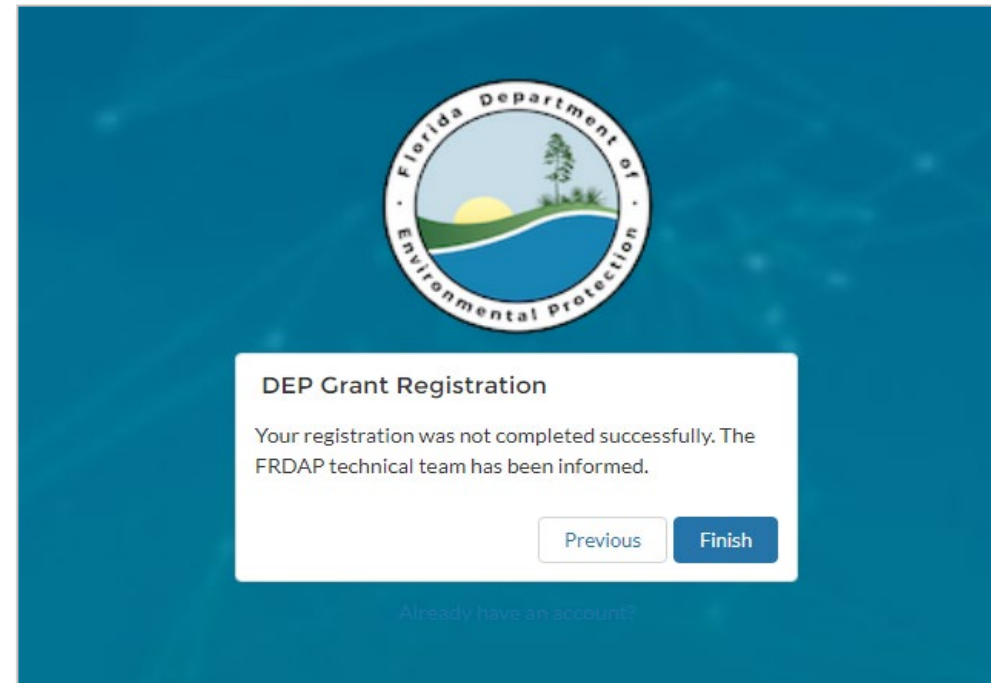 Florida Department of
Environmental Protection
DEP Grant Registration
Your registration was not completed successfully. The
FRDAP technical team has been informed.
Previous Finish
Already have an account?